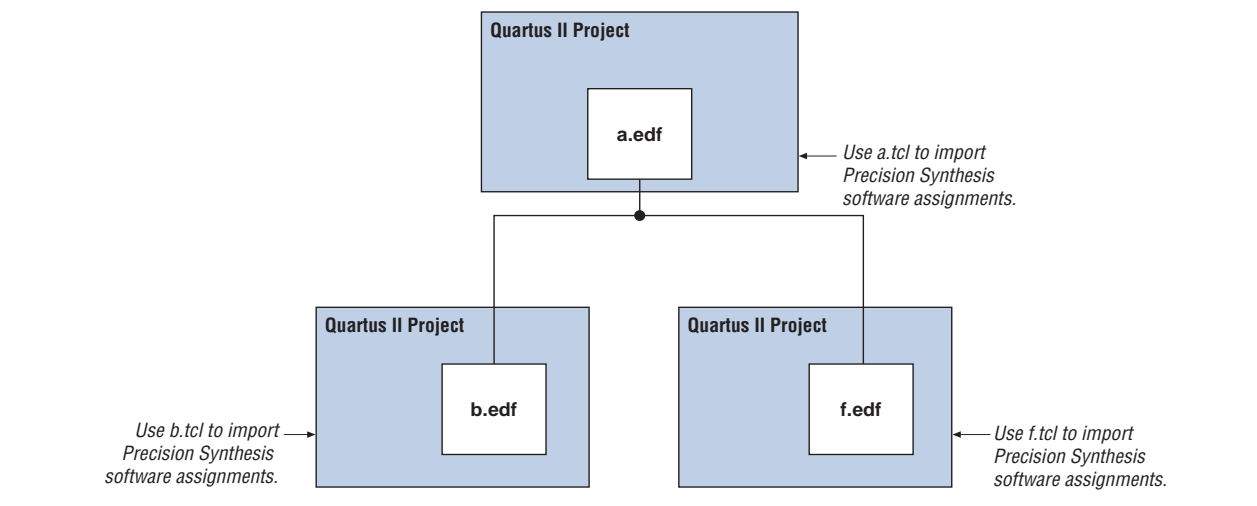 Quartus II Project
a.edf
Use a.tcl to import
Precision Synthesis
software assignments.
Quartus II Project
b.edf
Use b.tcl to import
Precision Synthesis
software assignments.
Quartus II Project
f.edf
Use f.tcl to import
Precision Synthesis
software assignments.